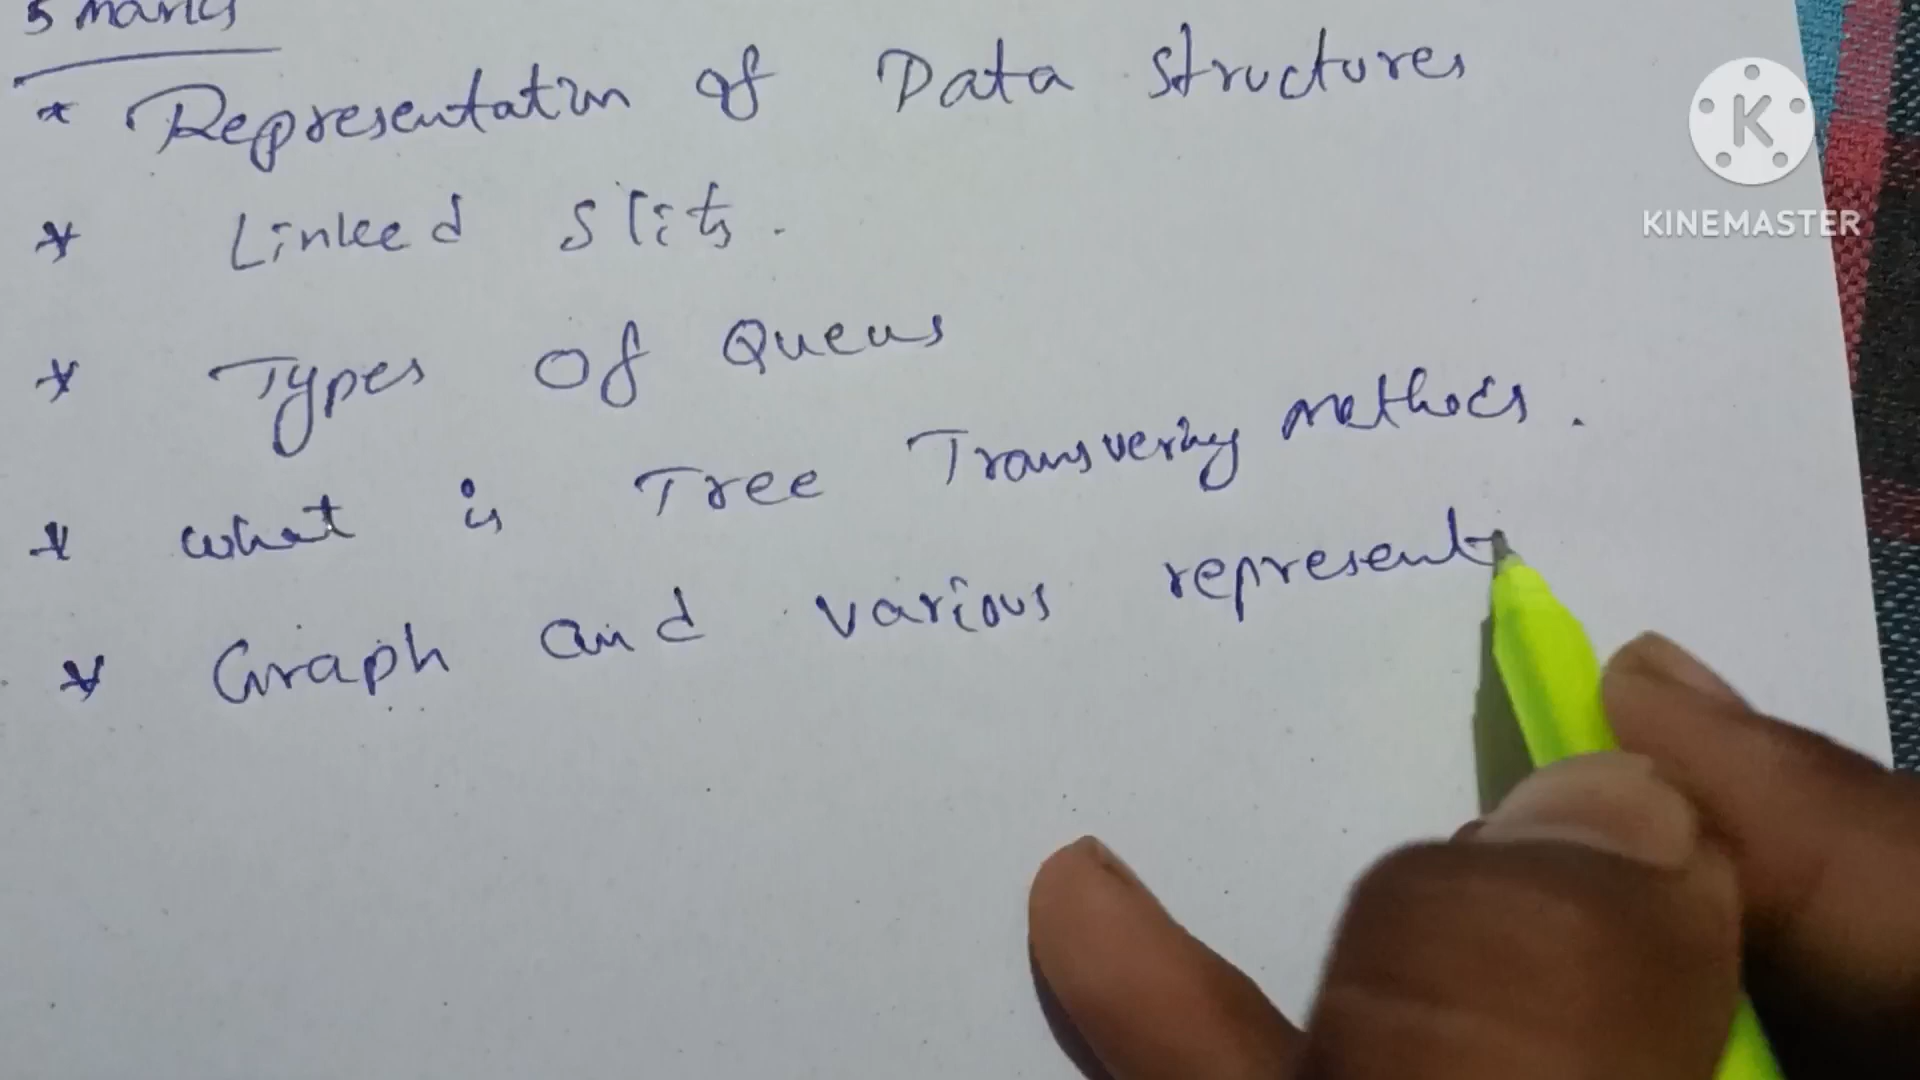 5 marks
* Representation of Data Structures
* Linked Slits.
* Types Of Queus
* what is Tree Transvering methods.
* Graph and various represent
K
KINEMASTER